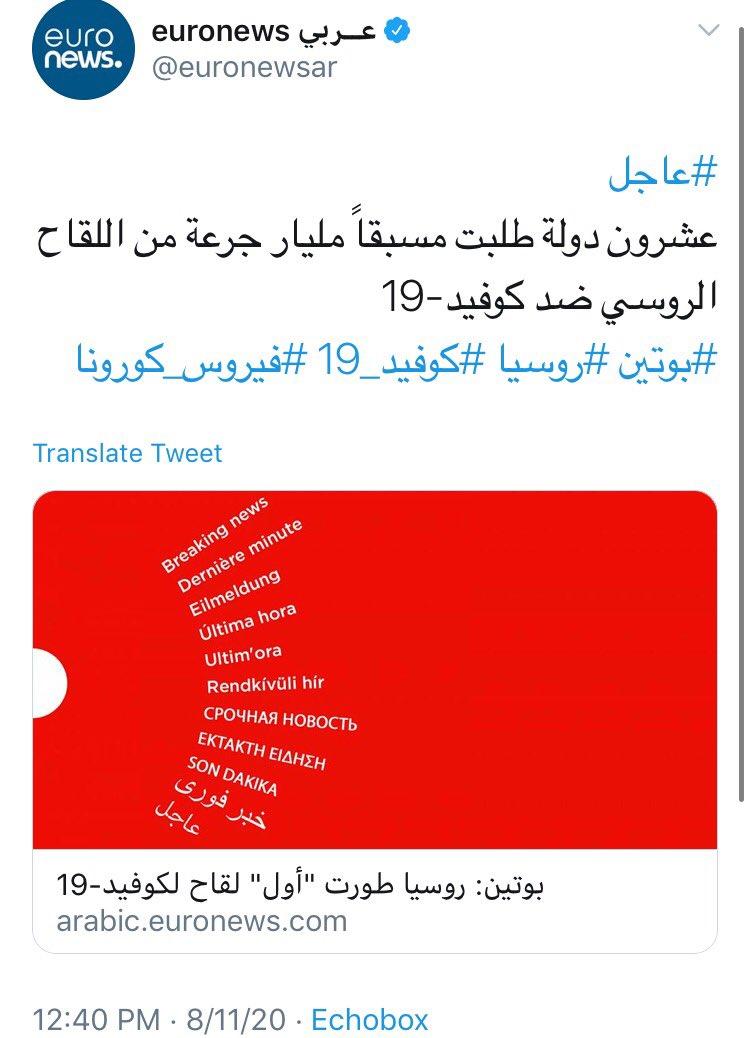 euro
news.
euronews عربي
@euronewsar
#عاجل
عشرون دولة طلبت مسبقاً مليار جرعة من اللقاح
الروسي ضد كوفيد-19
#بوتين #روسيا #كوفيد_19 #فيروس_كورونا
Translate Tweet
Breaking news
Dernière minute
Eilmeldung
Última hora
Ultim'ora
Rendkívüli hír
СРОЧНАЯ НОВОСТЬ
ΕΚΤΑΚΤΗ ΕΙΔΗΣΗ
SON DAKIKA
خبر فوری
عاجل
بوتين: روسيا طورت "أول" لقاح لكوفيد-19
arabic.euronews.com
12:40 PM · 8/11/20 · Echobox